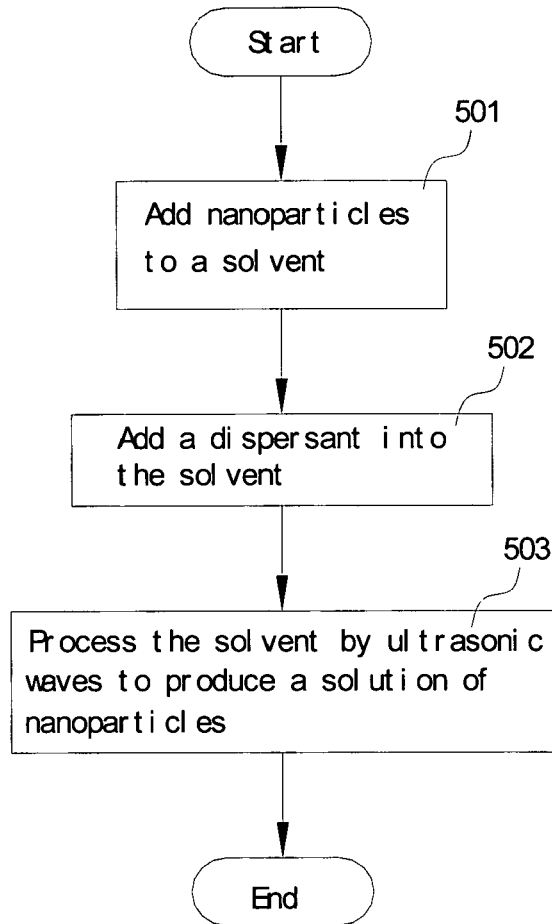 Start
501
Add nanoparticles
to a solvent
502
Add a dispersant into
the solvent
503
Process the solvent by ultrasonic
waves to produce a solution of
nanoparticles
End